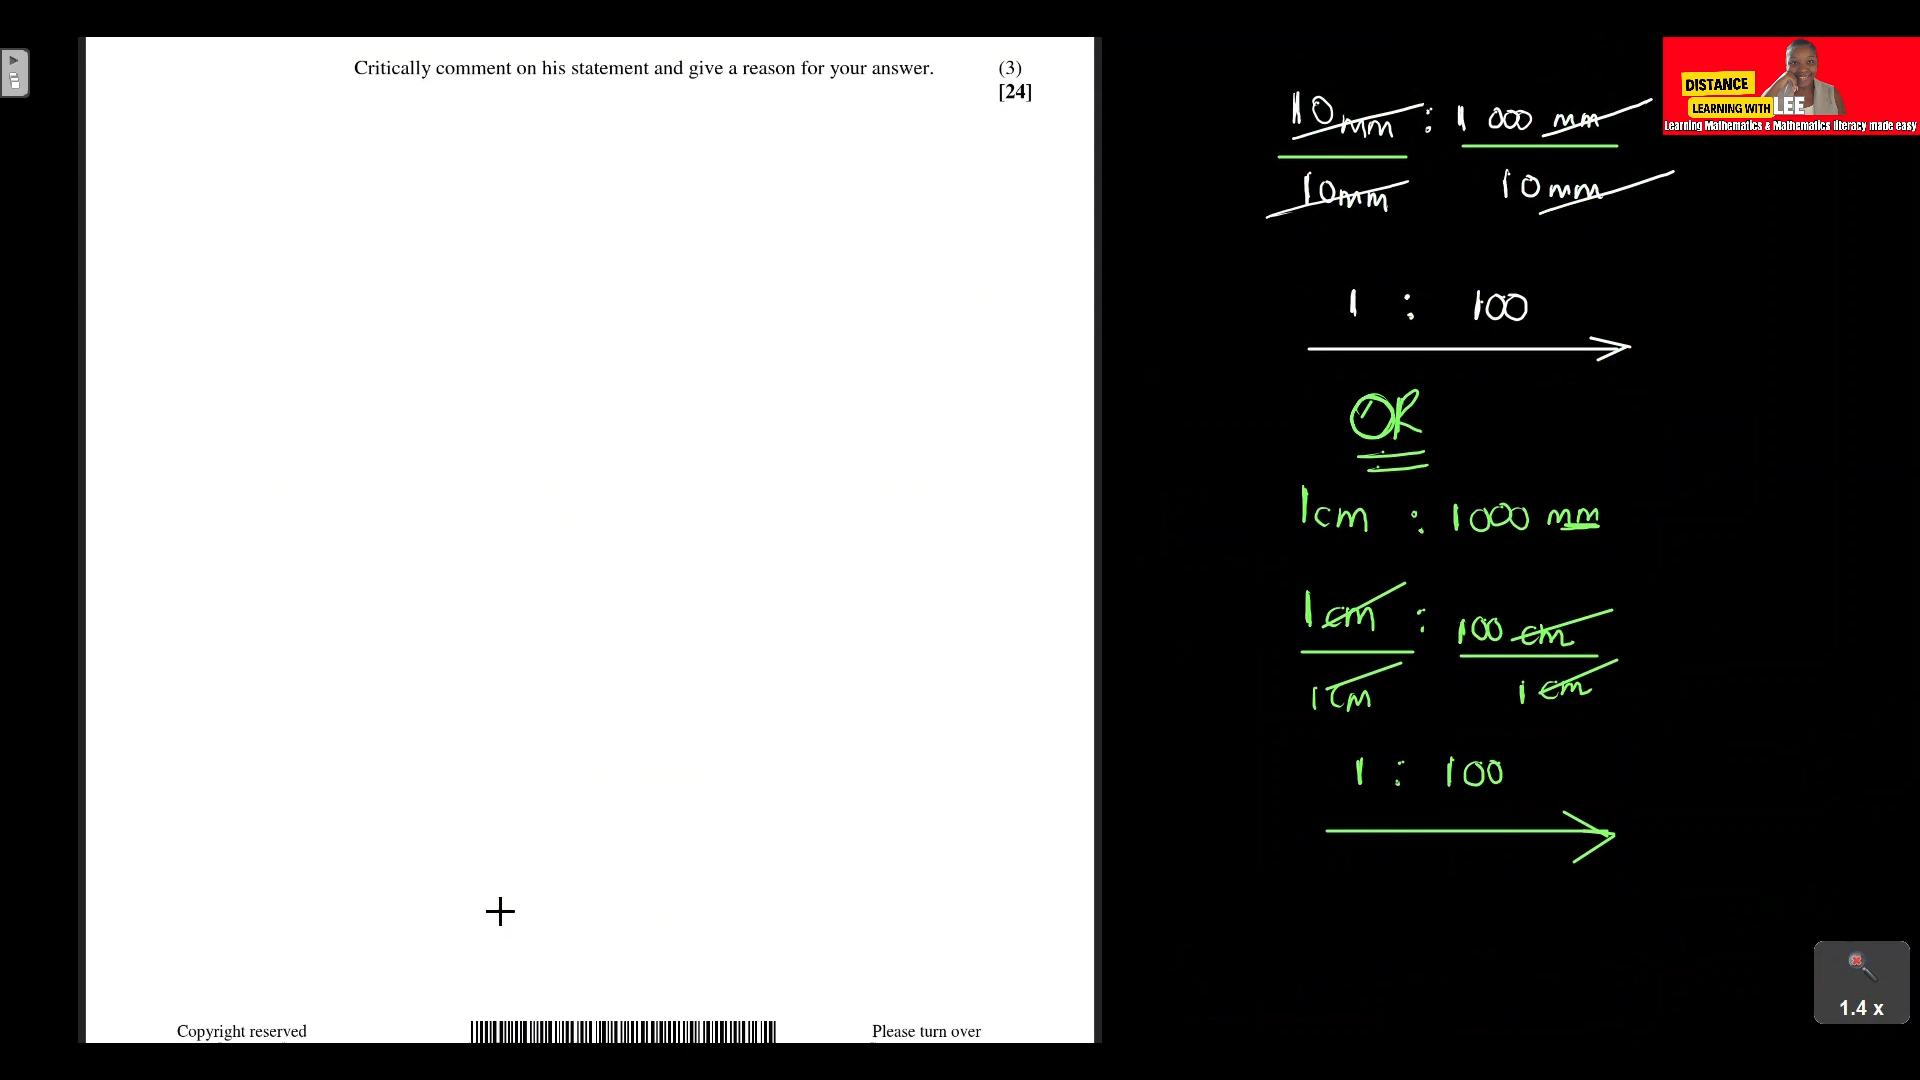 Critically comment on his statement and give a reason for your answer. (3)
[24]
Copyright reserved Please turn over
10mm : 1 000 mm
10mm 10mm
1 : 100
OR
1cm : 1000 mm
1cm : 100 cm
1cm 1cm
1 : 100
DISTANCE
LEARNING WITH LEE
Learning Mathematics & Mathematics literacy made easy
1.4 x